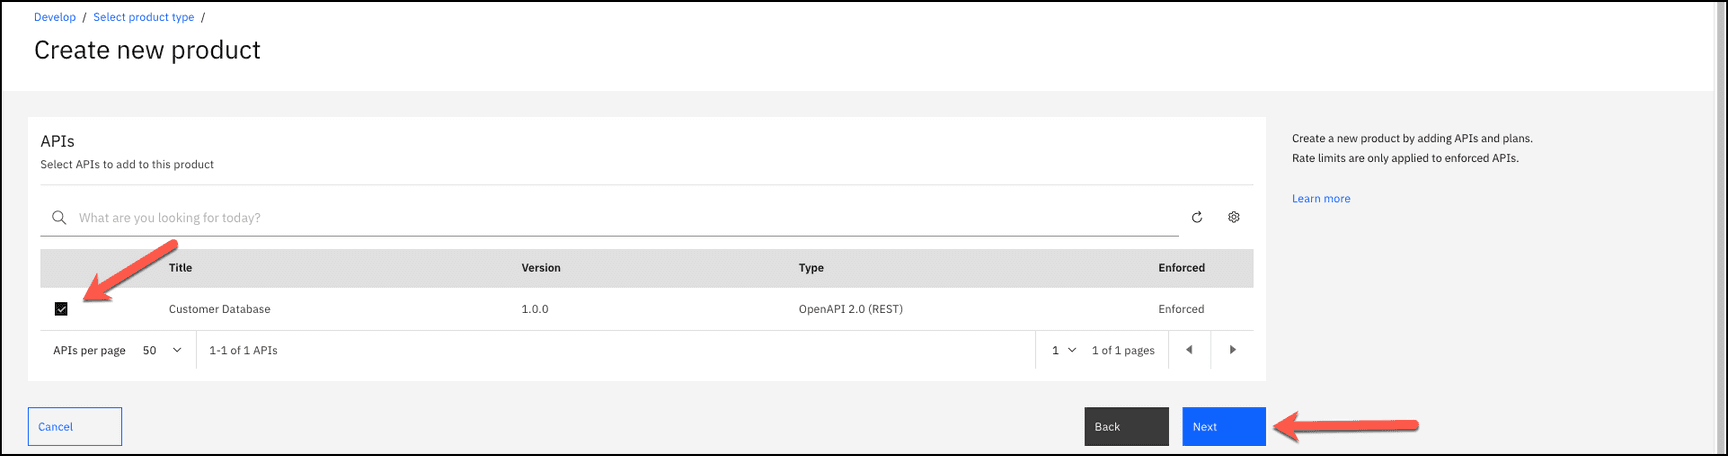 Develop / Select product type /
Create new product
APIs
Select APIs to add to this product
Create a new product by adding APIs and plans.
Rate limits are only applied to enforced APIs.
Learn more
What are you looking for today?
Title Version Type Enforced
Customer Database 1.0.0 OpenAPI 2.0 (REST) Enforced
APIs per page 50 1-1 of 1 APIs 1 1 of 1 pages
Cancel Back Next